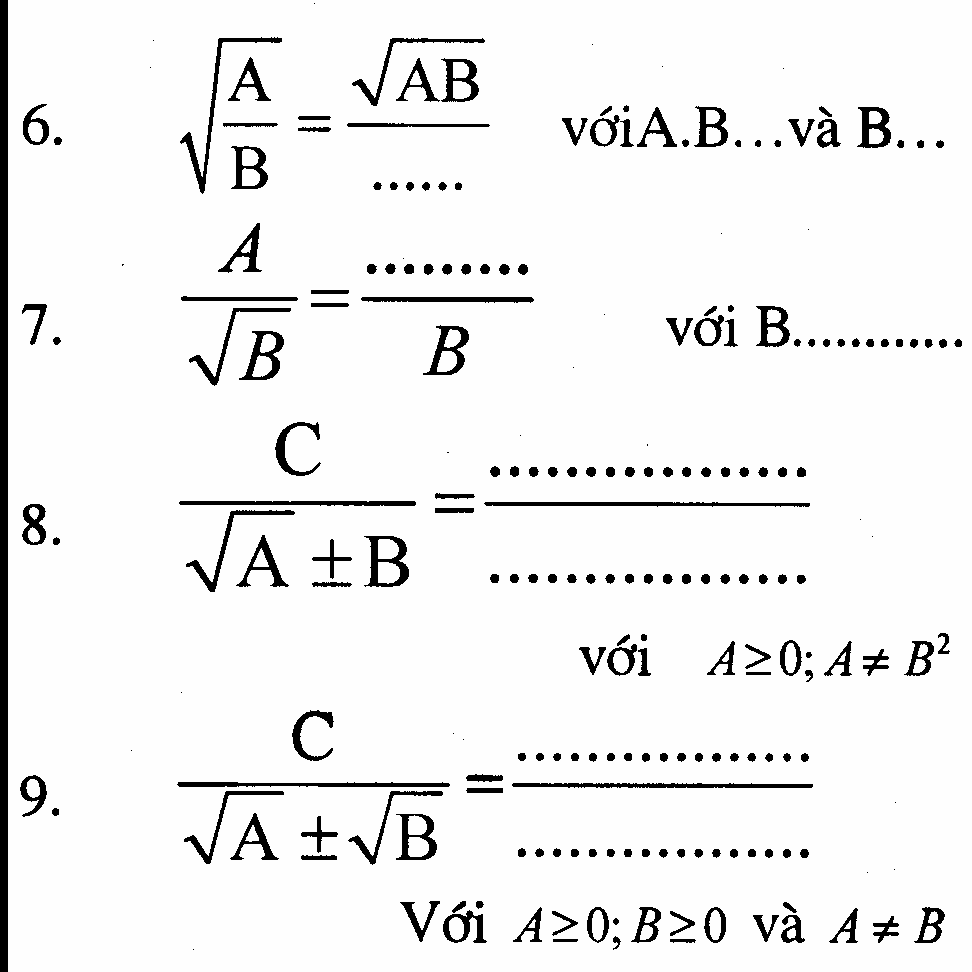 6. √(A/B) = √AB/...... vớiA.B...và B...
7. A/√B = ........./B với B............
8. C/(√A ± B) = ................./.................
với A≥0; A≠ B²
9. C/(√A ± √B) = ................/................
Với A≥0; B≥0 và A≠ B